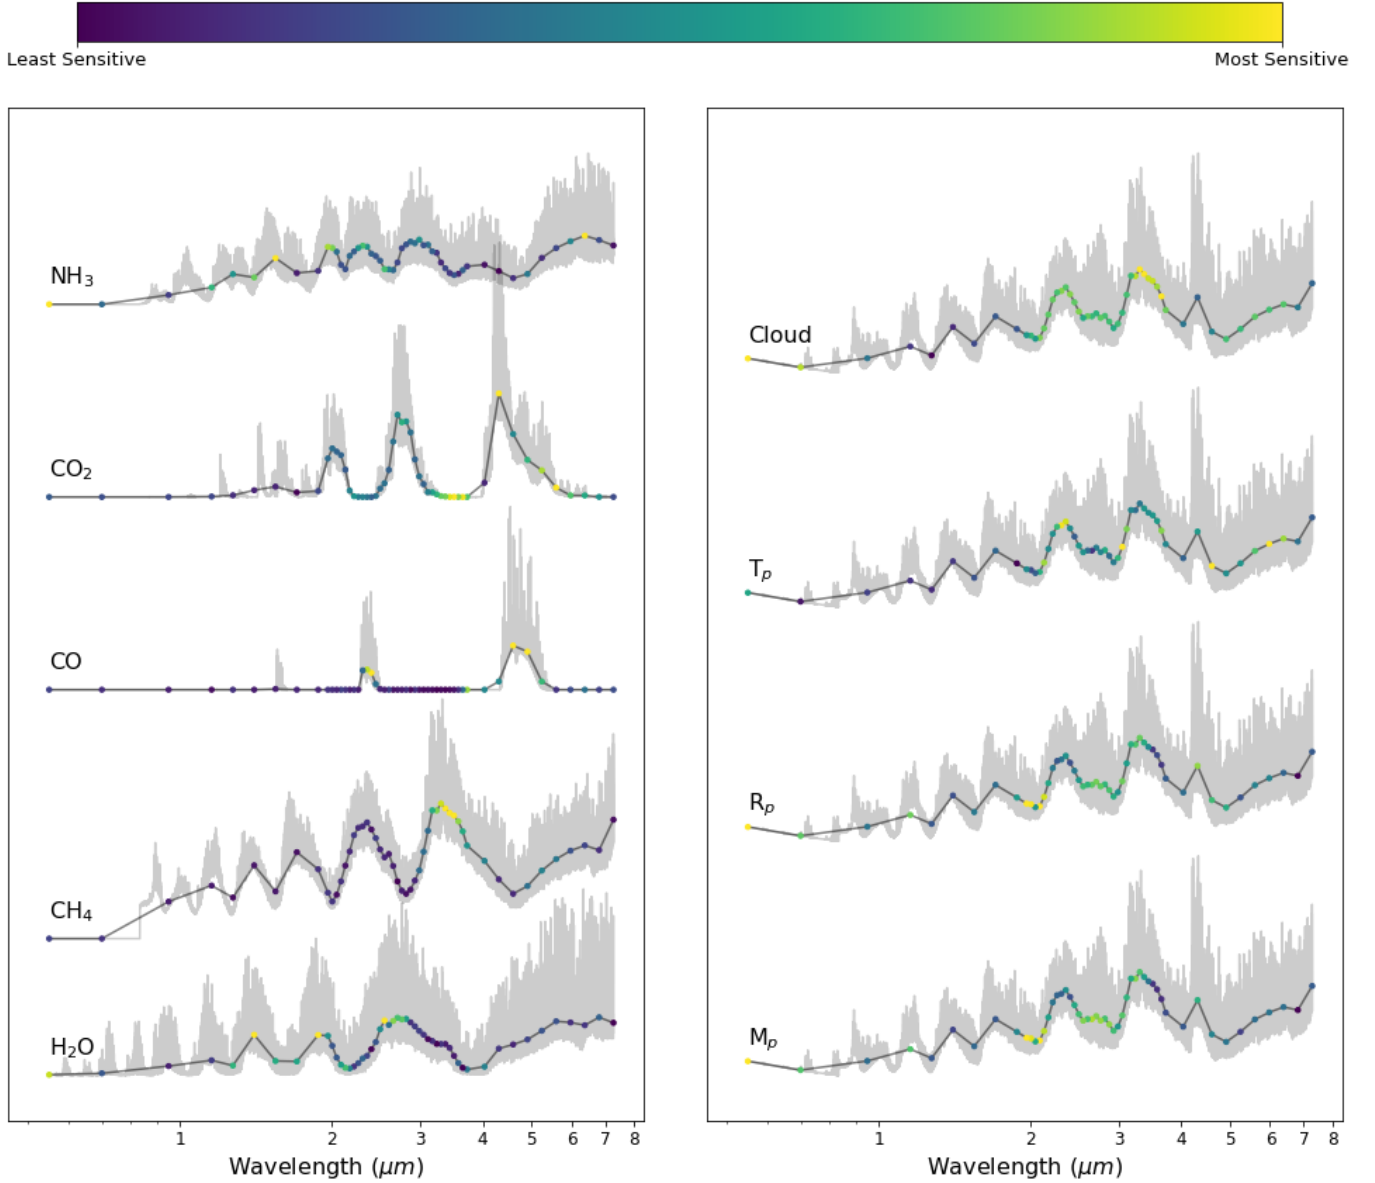 Least Sensitive Most Sensitive
NH₃
CO₂
CO
CH₄
H₂O
1 2 3 4 5 6 7 8
Wavelength (μm)
Cloud
Tₚ
Rₚ
Mₚ
1 2 3 4 5 6 7 8
Wavelength (μm)